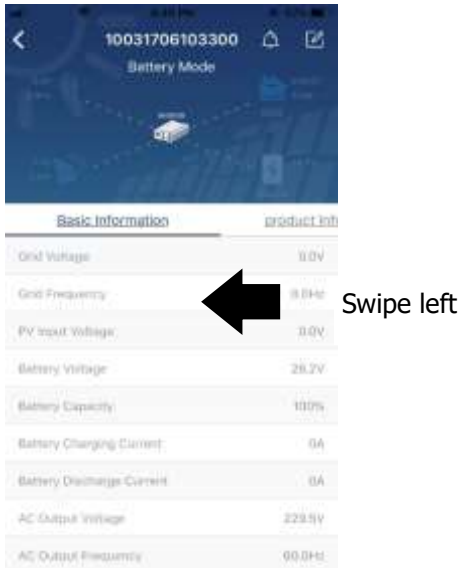 10031706103300
Battery Mode
Basic Information
product inf
Grid Voltage
0.0V
Grid Frequency
0.0Hz
Swipe left
PV Input Voltage
0.0V
Battery Voltage
26.2V
Battery Capacity
100%
Battery Charging Current
0A
Battery Discharge Current
0A
AC Output Voltage
229.5V
AC Output Frequency
60.0Hz